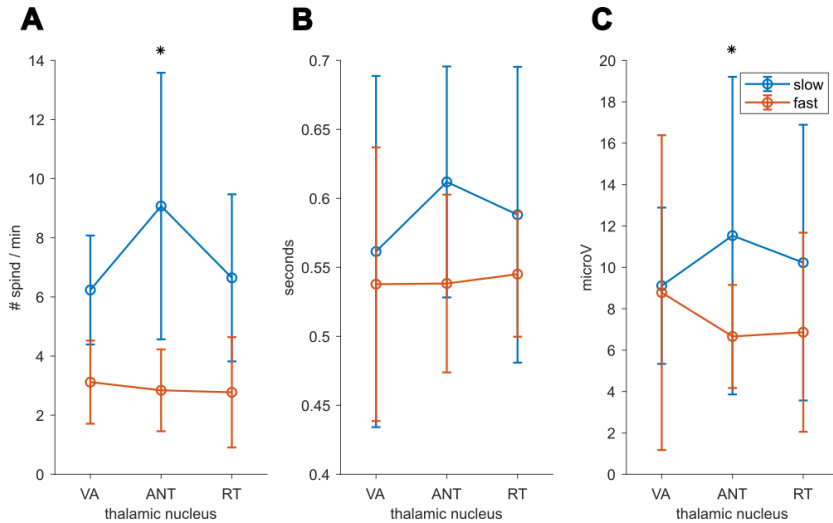 A
14
12
10
8
6
4
2
0
# spind / min
*
VA ANT RT
thalamic nucleus
B
0.7
0.65
0.6
0.55
0.5
0.45
0.4
seconds
VA ANT RT
thalamic nucleus
C
20
18
16
14
12
10
8
6
4
2
0
microV
*
slow
fast
VA ANT RT
thalamic nucleus